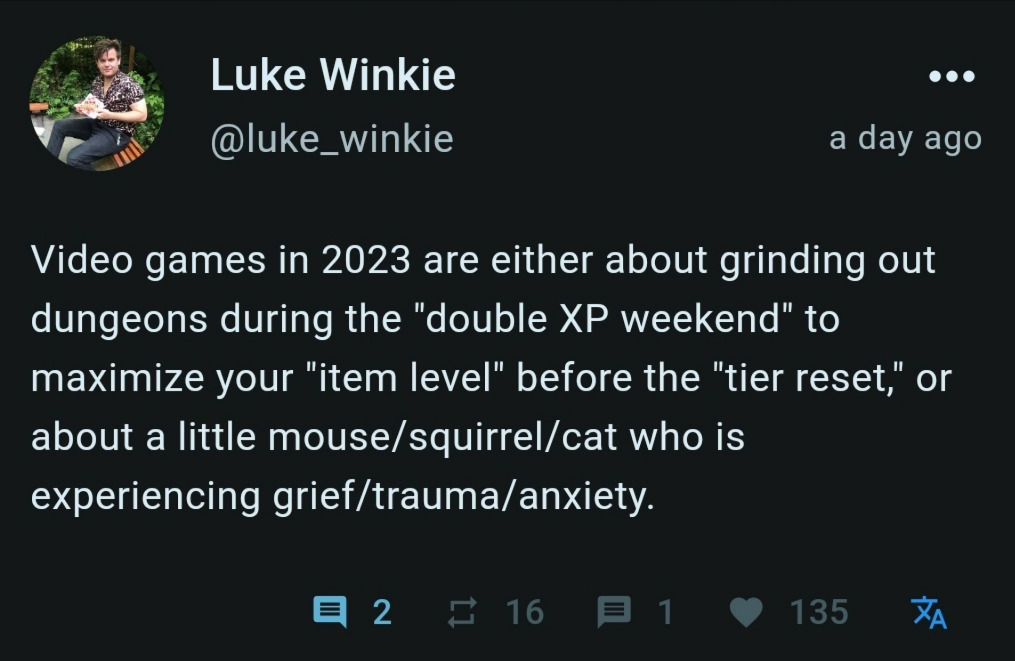 Luke Winkie
@luke_winkie
a day ago
Video games in 2023 are either about grinding out
dungeons during the "double XP weekend" to
maximize your "item level" before the "tier reset," or
about a little mouse/squirrel/cat who is
experiencing grief/trauma/anxiety.
2 16 1 135